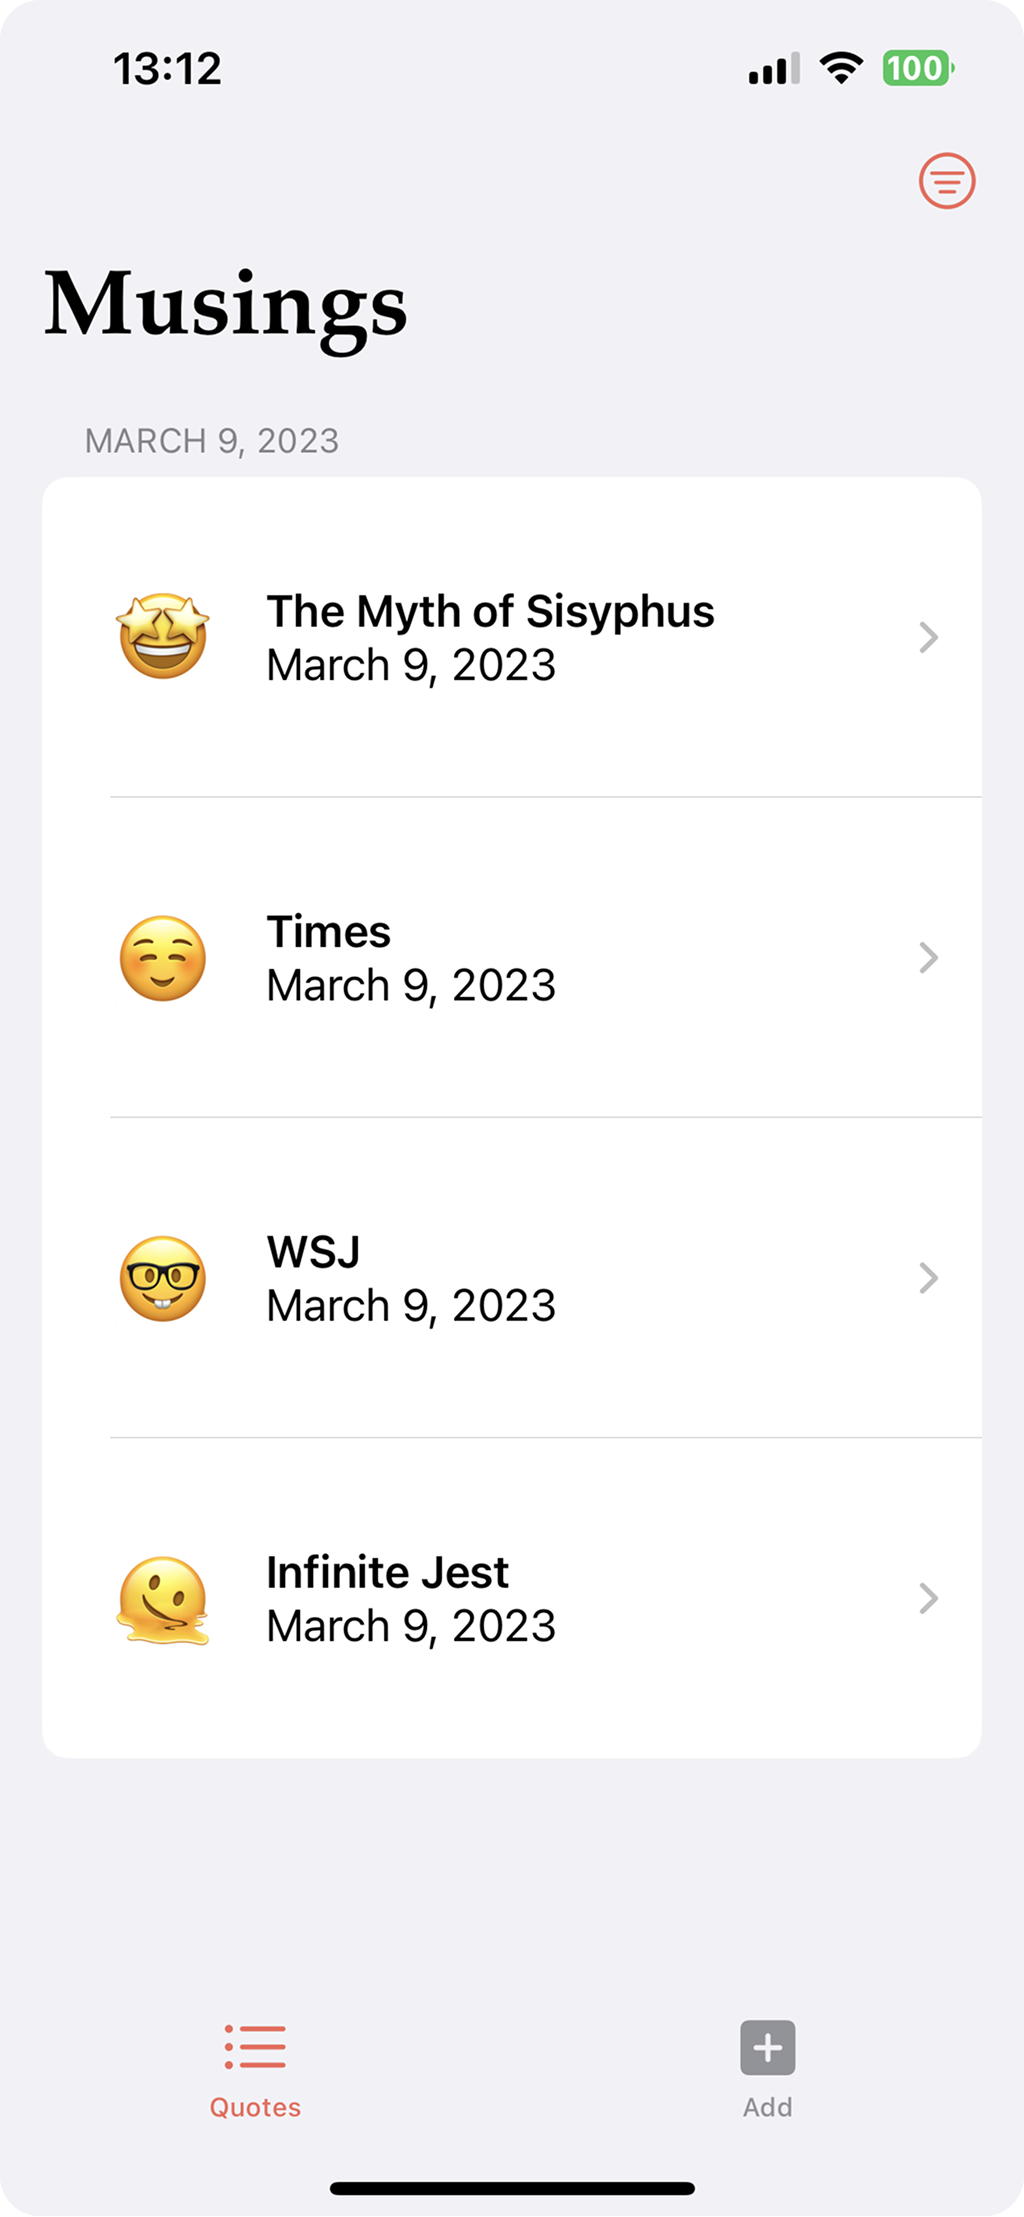 13:12
100
Musings
MARCH 9, 2023
The Myth of Sisyphus
March 9, 2023
Times
March 9, 2023
WSJ
March 9, 2023
Infinite Jest
March 9, 2023
Quotes
Add